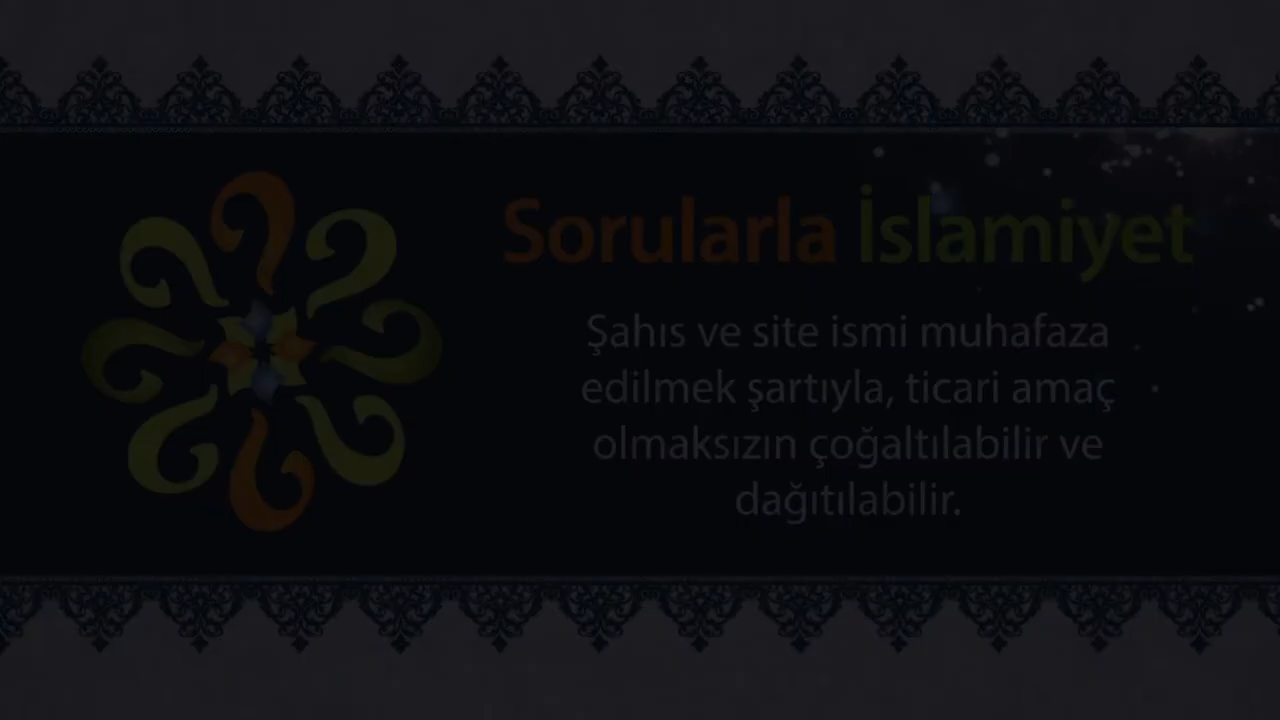 Sorularla İslamiyet
Şahıs ve site ismi muhafaza
edilmek şartıyla, ticari amaç
olmaksızın çoğaltılabilir ve
dağıtılabilir.